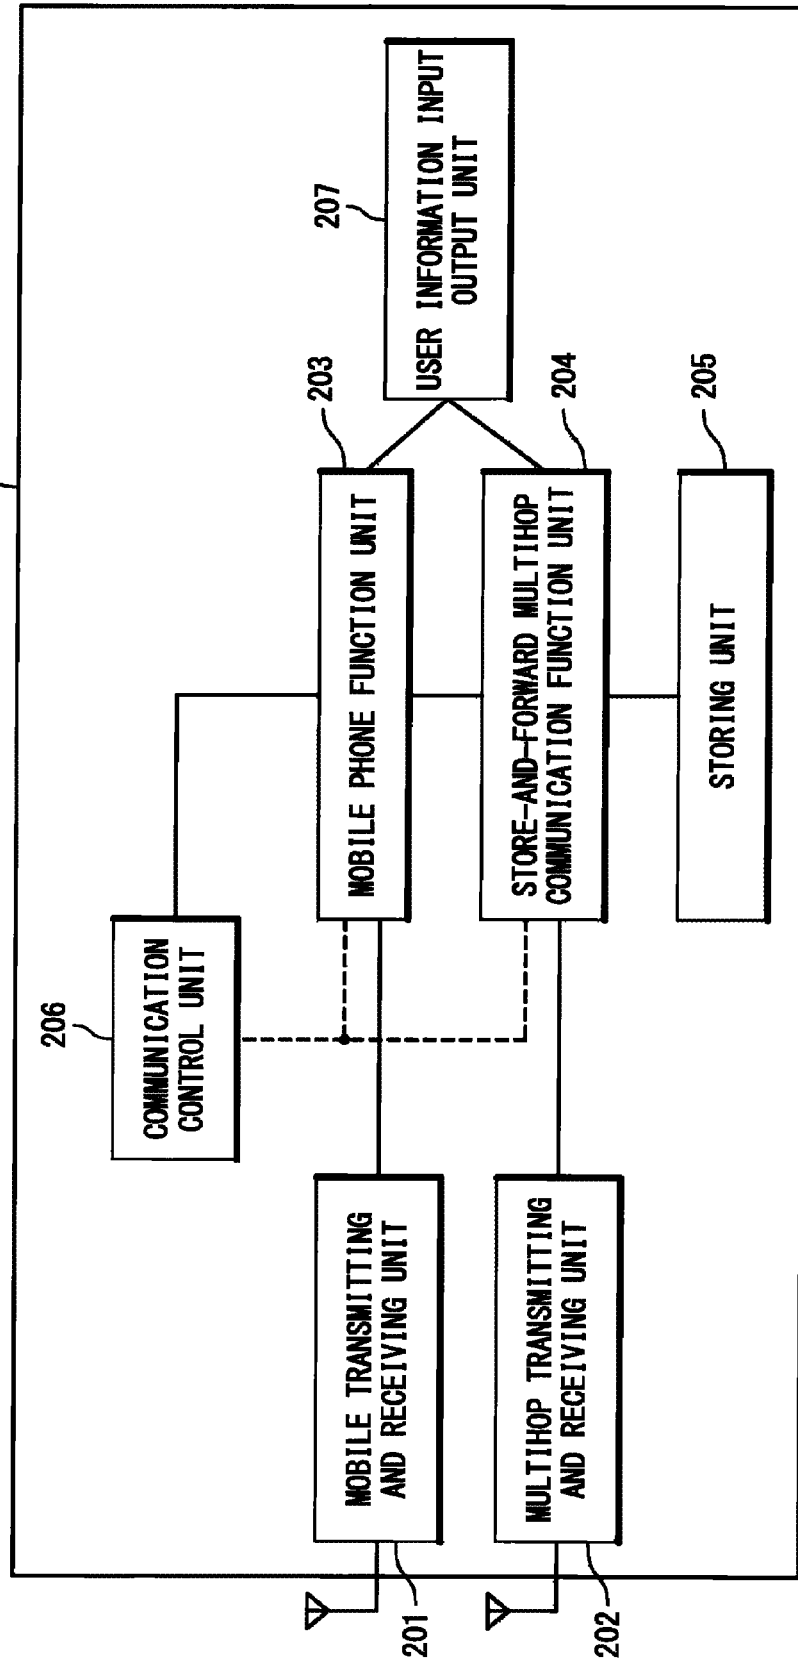 206
COMMUNICATION
CONTROL UNIT
201
MOBILE TRANSMITTING
AND RECEIVING UNIT
203
MOBILE PHONE FUNCTION UNIT
207
USER INFORMATION INPUT
OUTPUT UNIT
202
MULTIHOP TRANSMITTING
AND RECEIVING UNIT
204
STORE-AND-FORWARD MULTIHOP
COMMUNICATION FUNCTION UNIT
205
STORING UNIT